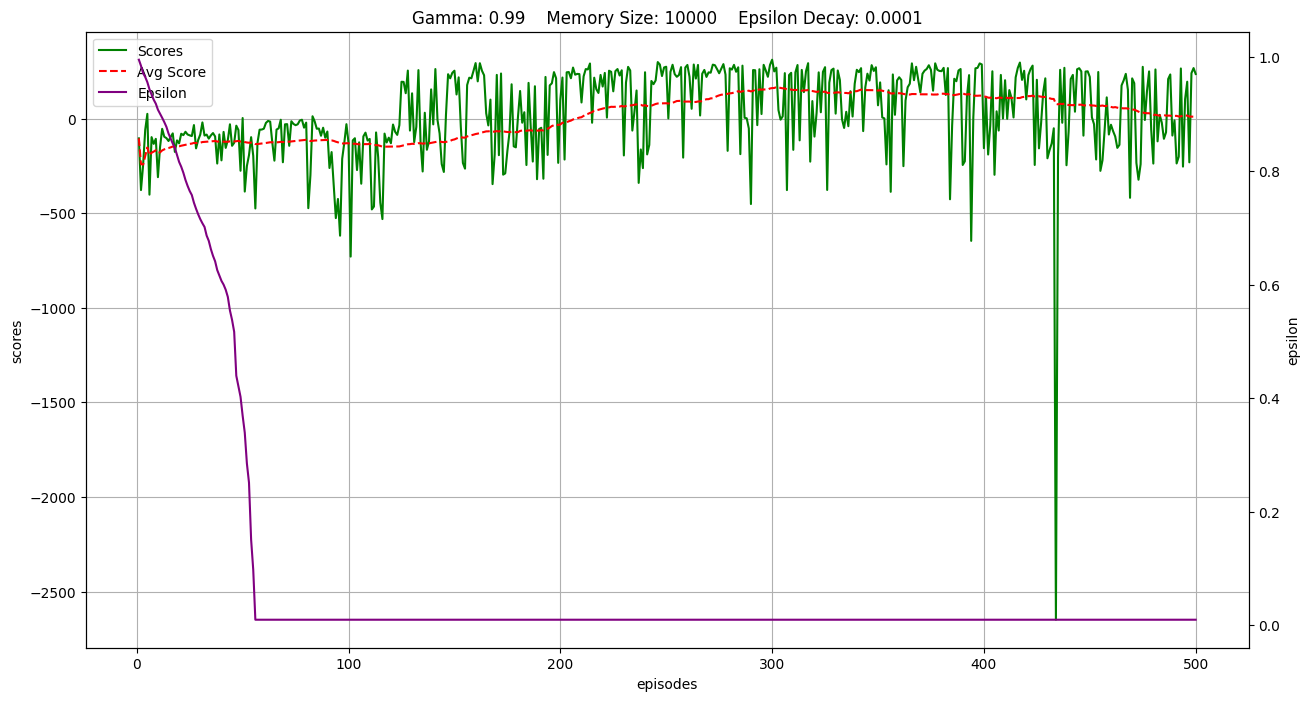 Gamma: 0.99    Memory Size: 10000    Epsilon Decay: 0.0001
Scores
Avg Score
Epsilon
scores
0
−500
−1000
−1500
−2000
−2500
1.0
0.8
0.6
0.4
0.2
0.0
epsilon
0
100
200
300
400
500
episodes